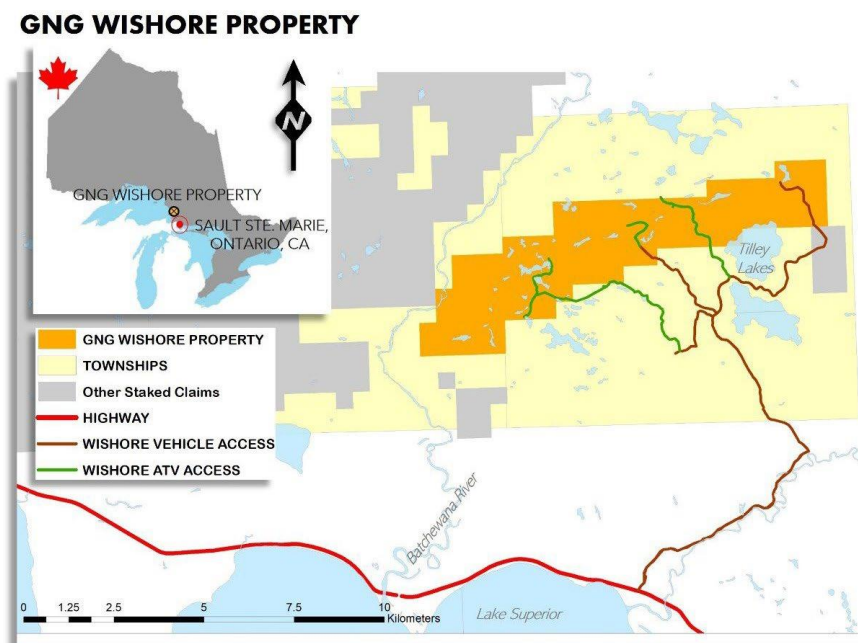 GNG WISHORE PROPERTY
N
GNG WISHORE PROPERTY
SAULT STE. MARIE,
ONTARIO, CA
Tilley
Lakes
GNG WISHORE PROPERTY
TOWNSHIPS
Other Staked Claims
HIGHWAY
WISHORE VEHICLE ACCESS
WISHORE ATV ACCESS
Batchewana River
Lake Superior
0 1.25 2.5 5 7.5 10
Kilometers